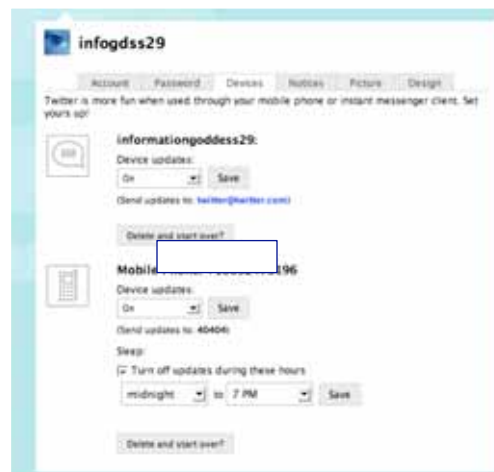 infogdss29
Account Password Devices Notices Picture Design
Twitter is more fun when used through your mobile phone or instant messenger client. Set
yours up!
informationgoddess29:
Device updates:
On Save
(Send updates to: twitter@twitter.com)
Delete and start over?
Mobile 196
Device updates:
On Save
(Send updates to: 40404)
Sleep:
Turn off updates during these hours
midnight to 7 PM Save
Delete and start over?